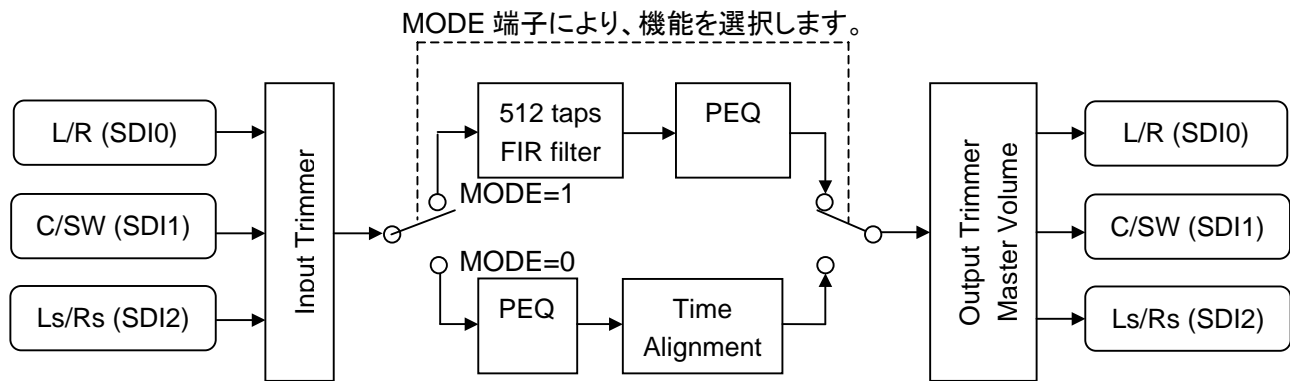 MODE 端子により、機能を選択します。
L/R (SDI0)
C/SW (SDI1)
Ls/Rs (SDI2)
Input Trimmer
512 taps
FIR filter
PEQ
MODE=1
MODE=0
PEQ
Time
Alignment
Output Trimmer
Master Volume
L/R (SDI0)
C/SW (SDI1)
Ls/Rs (SDI2)